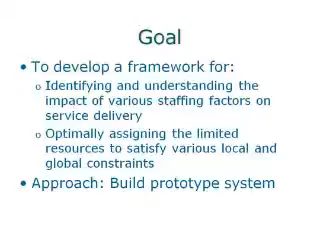 Goal
• To develop a framework for:
o Identifying and understanding the
impact of various staffing factors on
service delivery
o Optimally assigning the limited
resources to satisfy various local and
global constraints
• Approach: Build prototype system